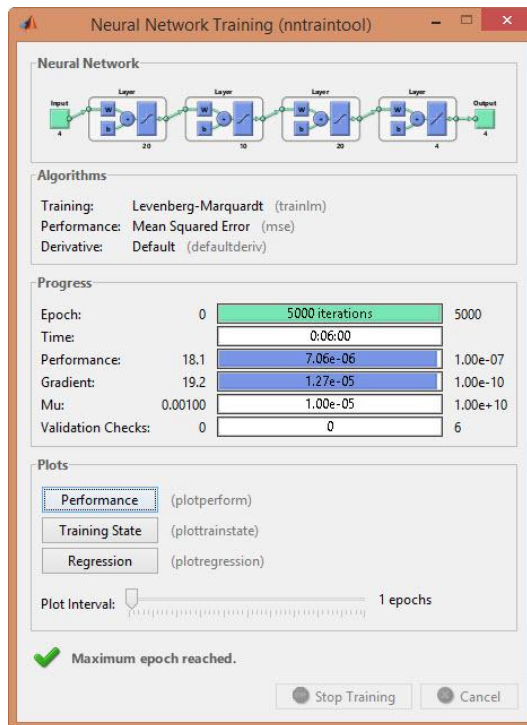 Neural Network Training (nntraintool)
Neural Network
Layer Layer Layer Layer
Input Output
W W W W
b b b b
4 20 10 20 4 4
Algorithms
Training: Levenberg-Marquardt (trainlm)
Performance: Mean Squared Error (mse)
Derivative: Default (defaultderiv)
Progress
Epoch: 0 5000 iterations 5000
Time: 0:06:00
Performance: 18.1 7.06e-06 1.00e-07
Gradient: 19.2 1.27e-05 1.00e-10
Mu: 0.00100 1.00e-05 1.00e+10
Validation Checks: 0 0 6
Plots
Performance (plotperform)
Training State (plottrainstate)
Regression (plotregression)
Plot Interval: 1 epochs
Maximum epoch reached.
Stop Training Cancel